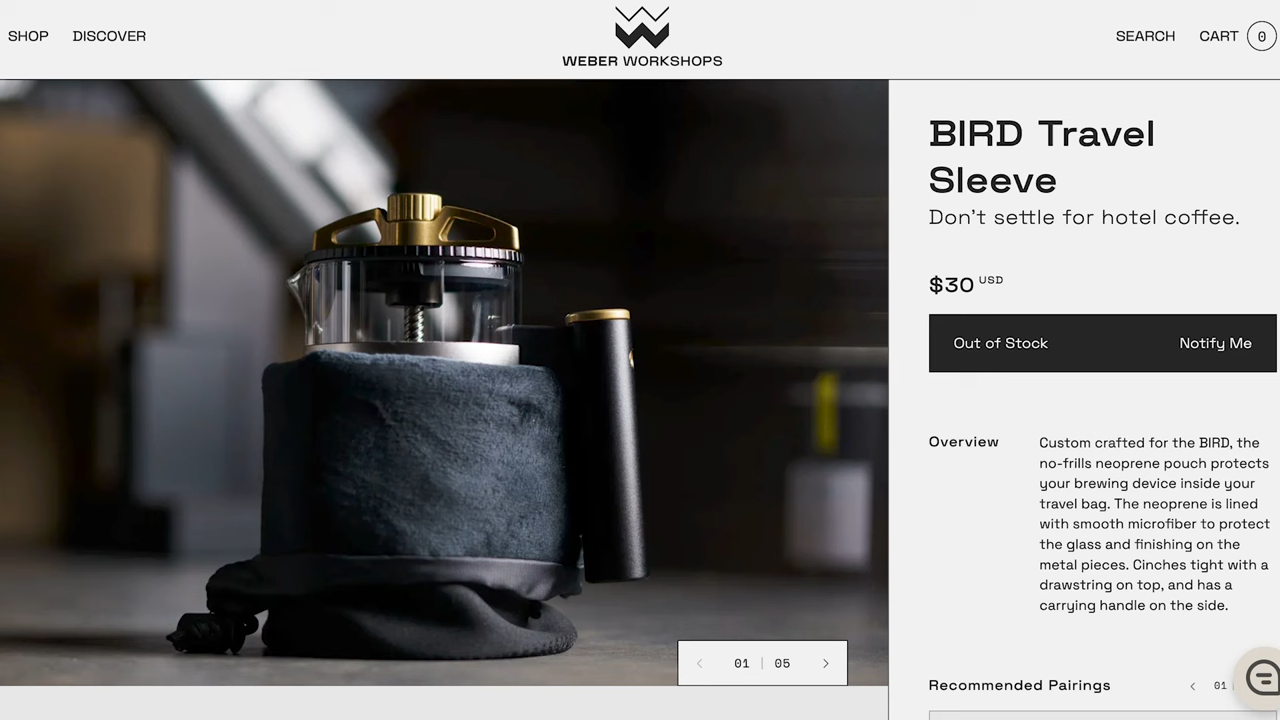 SHOP
DISCOVER
WEBER WORKSHOPS
SEARCH
CART
0
BIRD Travel
Sleeve
Don't settle for hotel coffee.
$30 USD
Out of Stock
Notify Me
Overview
Custom crafted for the BIRD, the
no-frills neoprene pouch protects
your brewing device inside your
travel bag. The neoprene is lined
with smooth microfiber to protect
the glass and finishing on the
metal pieces. Cinches tight with a
drawstring on top, and has a
carrying handle on the side.
01 | 05
Recommended Pairings
01